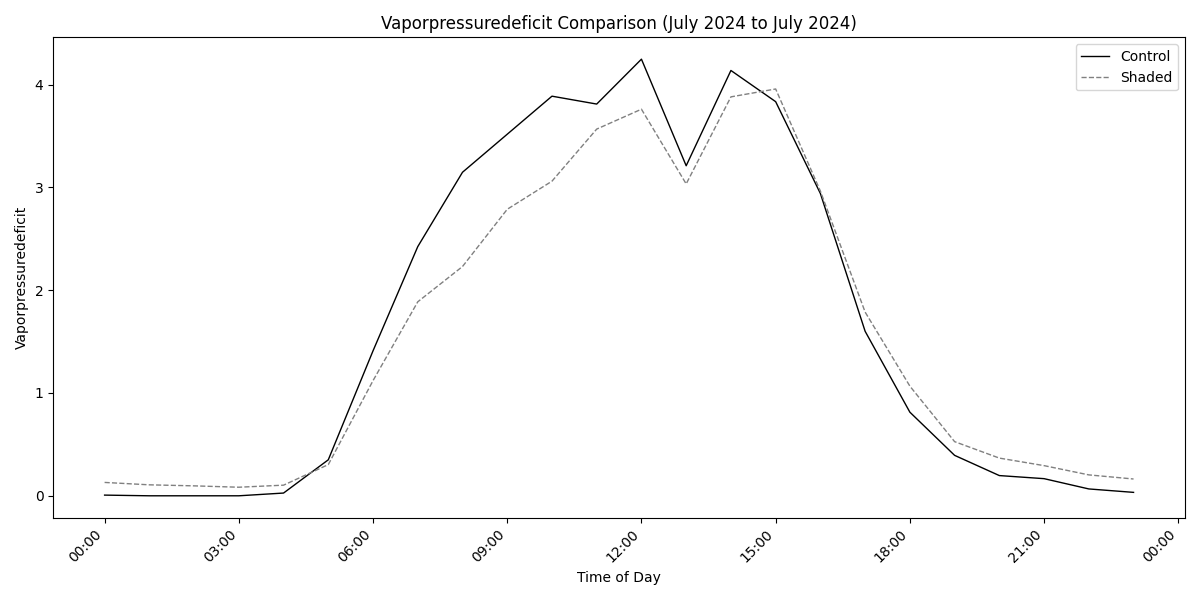 Vaporpressuredeficit Comparison (July 2024 to July 2024)
Control
Shaded
Vaporpressuredeficit
4
3
2
1
0
00:00
03:00
06:00
09:00
12:00
15:00
18:00
21:00
00:00
Time of Day